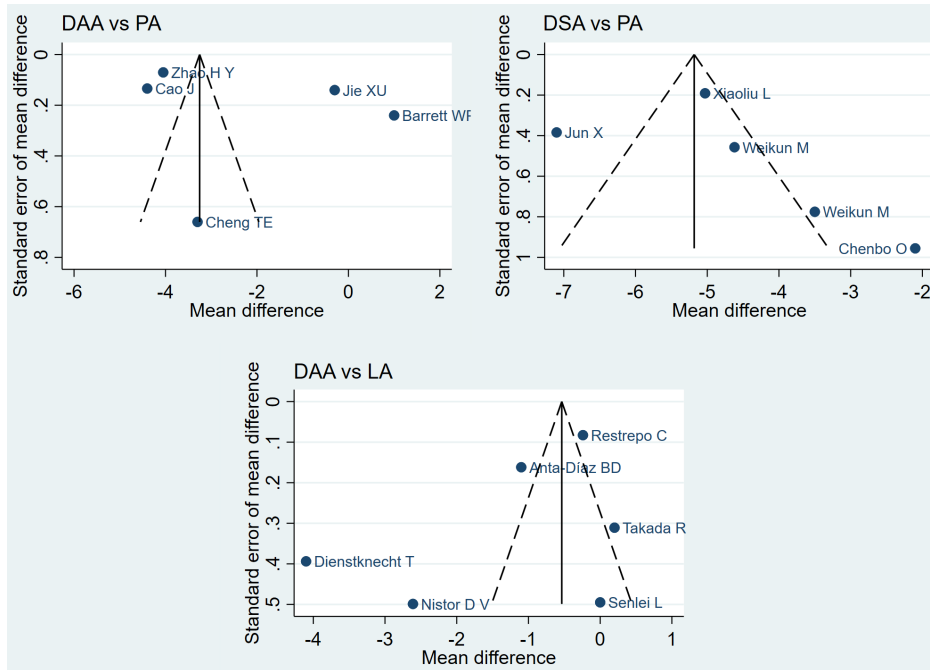 DAA vs PA
Standard error of mean difference
0
.2
.4
.6
.8
Zhao H Y
Cao J
Jie XU
Barrett WF
Cheng TE
-6
-4
-2
0
2
Mean difference
DSA vs PA
Standard error of mean difference
0
.2
.4
.6
.8
1
Xiaoliu L
Jun X
Weikun M
Weikun M
Chenbo O
-7
-6
-5
-4
-3
-2
Mean difference
DAA vs LA
Standard error of mean difference
0
.1
.2
.3
.4
.5
Restrepo C
Anta-Díaz BD
Takada R
Dienstknecht T
Nistor D V
Senlei L
-4
-3
-2
-1
0
1
Mean difference